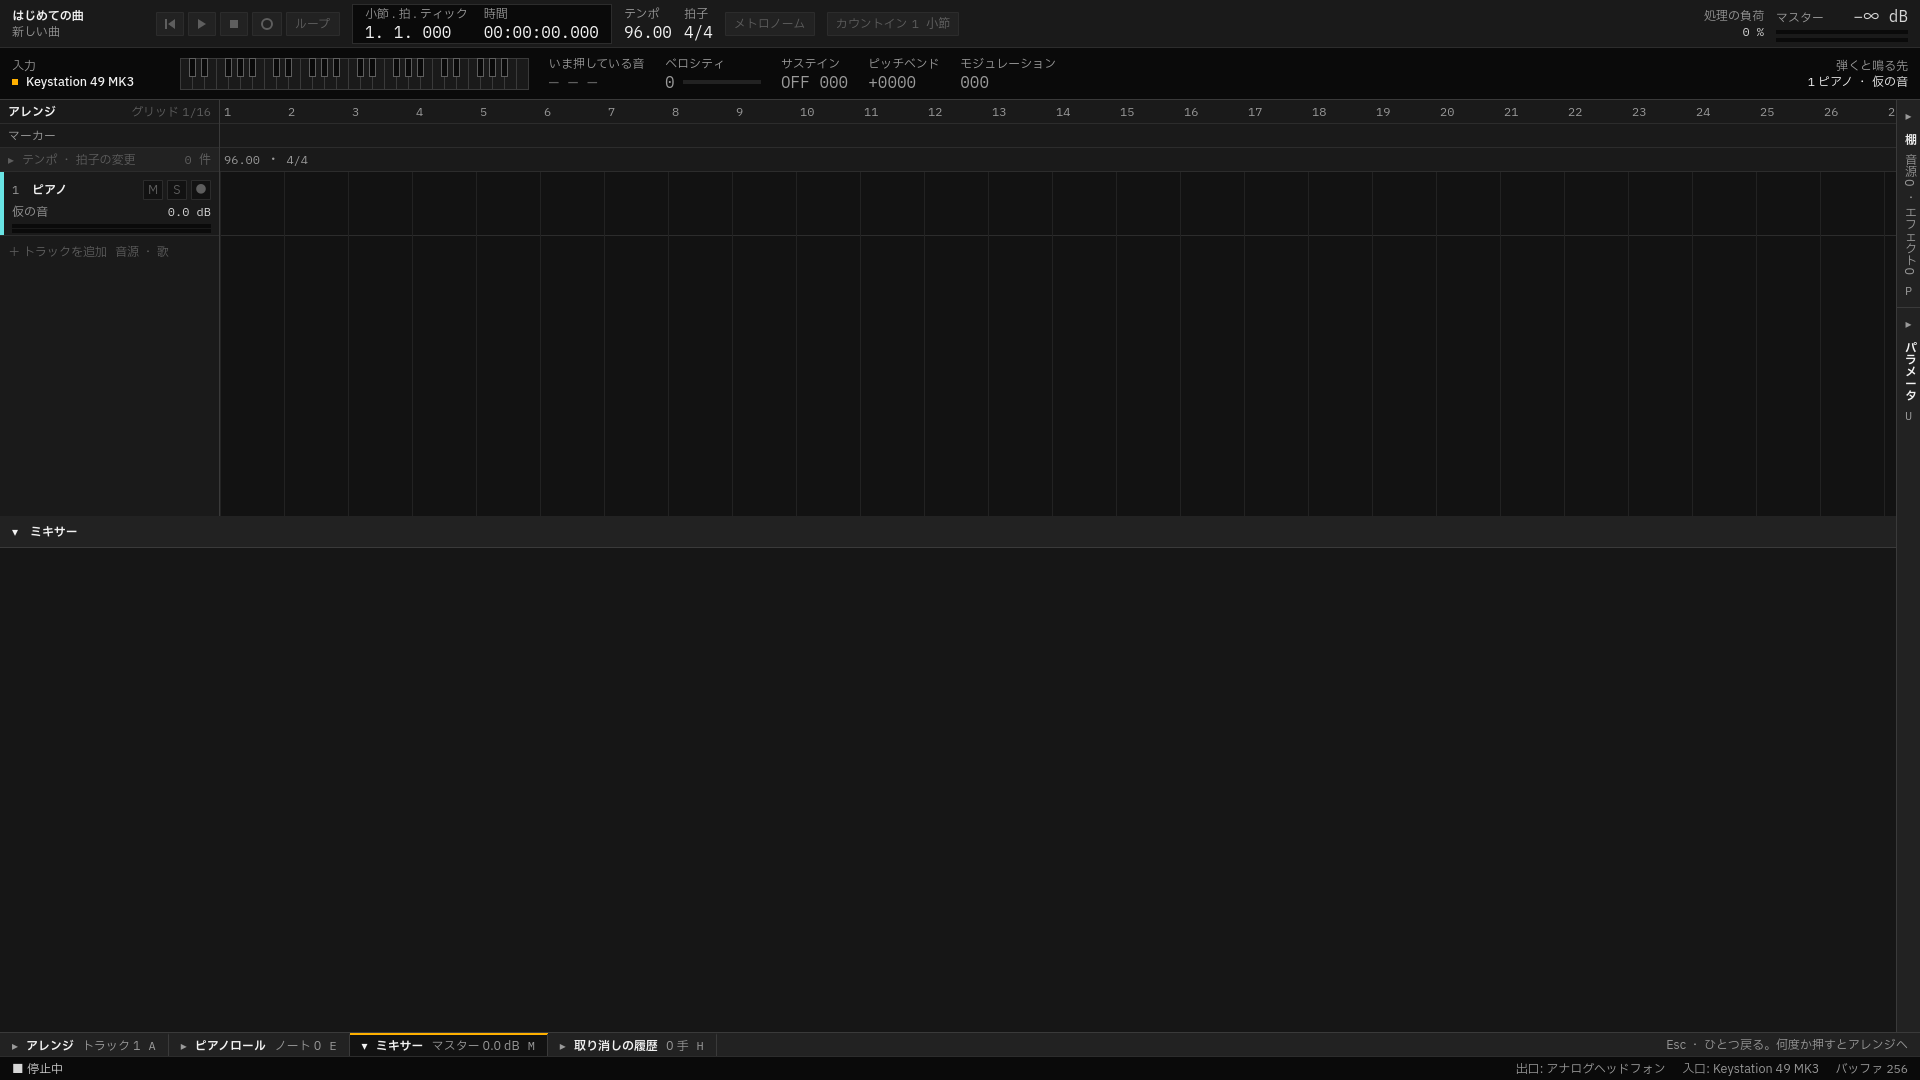 はじめての曲
新しい曲
ループ
小節 . 拍 . ティック 時間
1. 1. 000 00:00:00.000
テンポ 拍子
96.00 4/4
メトロノーム
カウントイン 1 小節
処理の負荷
0 %
マスター −∞ dB
入力
Keystation 49 MK3
いま押している音 ベロシティ サステイン ピッチベンド モジュレーション
— — — 0 OFF 000 +0000 000
弾くと鳴る先
1 ピアノ · 仮の音
アレンジ グリッド 1/16
1 2 3 4 5 6 7 8 9 10 11 12 13 14 15 16 17 18 19 20 21 22 23 24 25 26 2
マーカー
▸ テンポ · 拍子の変更 0 件
96.00 · 4/4
1 ピアノ M S
仮の音 0.0 dB
＋ トラックを追加 音源 · 歌
▸ 棚 音源 0 · エフェクト 0 P
▸ パラメータ U
▾ ミキサー
▸ アレンジ トラック 1 A
▸ ピアノロール ノート 0 E
▾ ミキサー マスター 0.0 dB M
▸ 取り消しの履歴 0 手 H
Esc · ひとつ戻る。何度か押すとアレンジへ
■ 停止中
出口: アナログヘッドフォン 入口: Keystation 49 MK3 バッファ 256